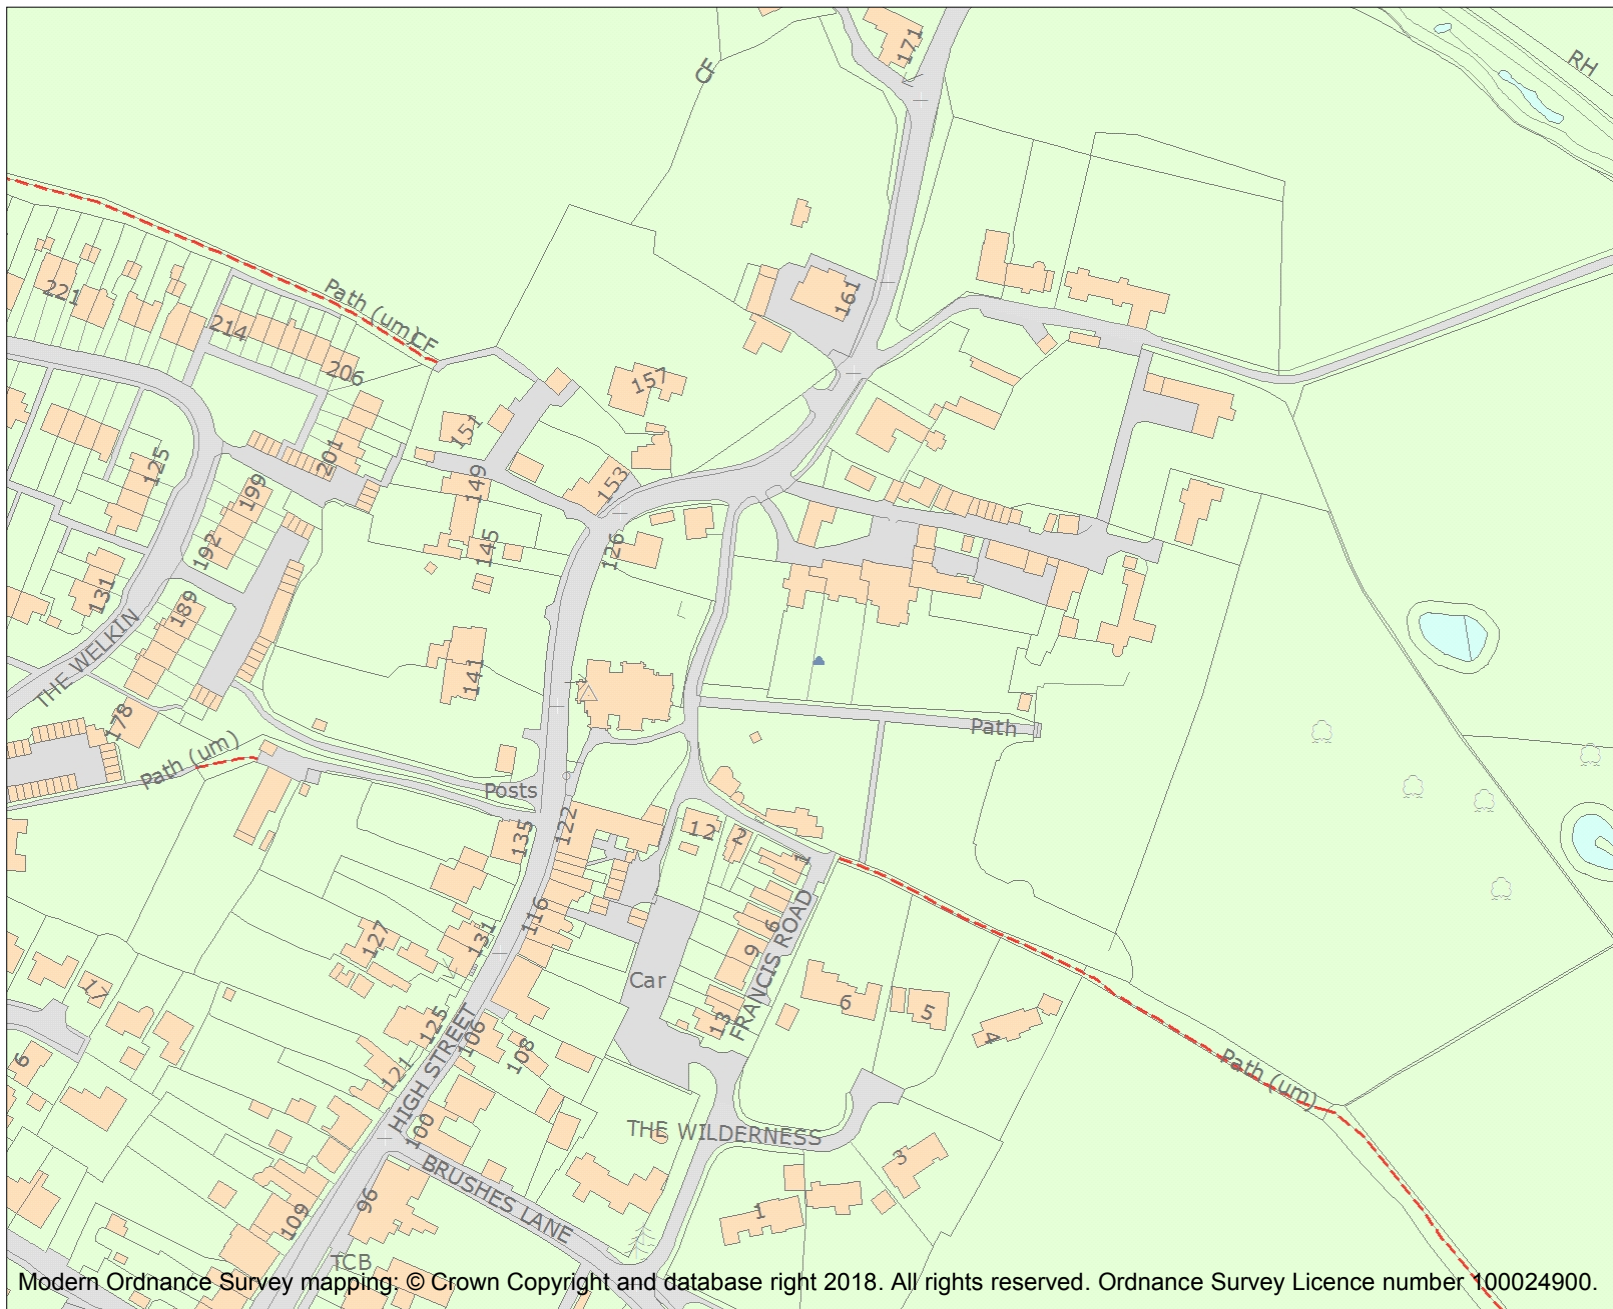 171
CF
RH
221
Path (um)
CF
214
206
161
157
151
125
201
199
149
153
145
126
192
131
189
THE WELKIN
141
178
Path (um)
Path
Posts
135
122
12
2
1
127
131
116
6
9
FRANCIS ROAD
Car
17
13
6
5
4
125
106
121
108
6
HIGH STREET
100
Path (um)
THE WILDERNESS
3
BRUSHES LANE
96
109
1
TCB
Modern Ordnance Survey mapping: © Crown Copyright and database right 2018. All rights reserved. Ordnance Survey Licence number 100024900.